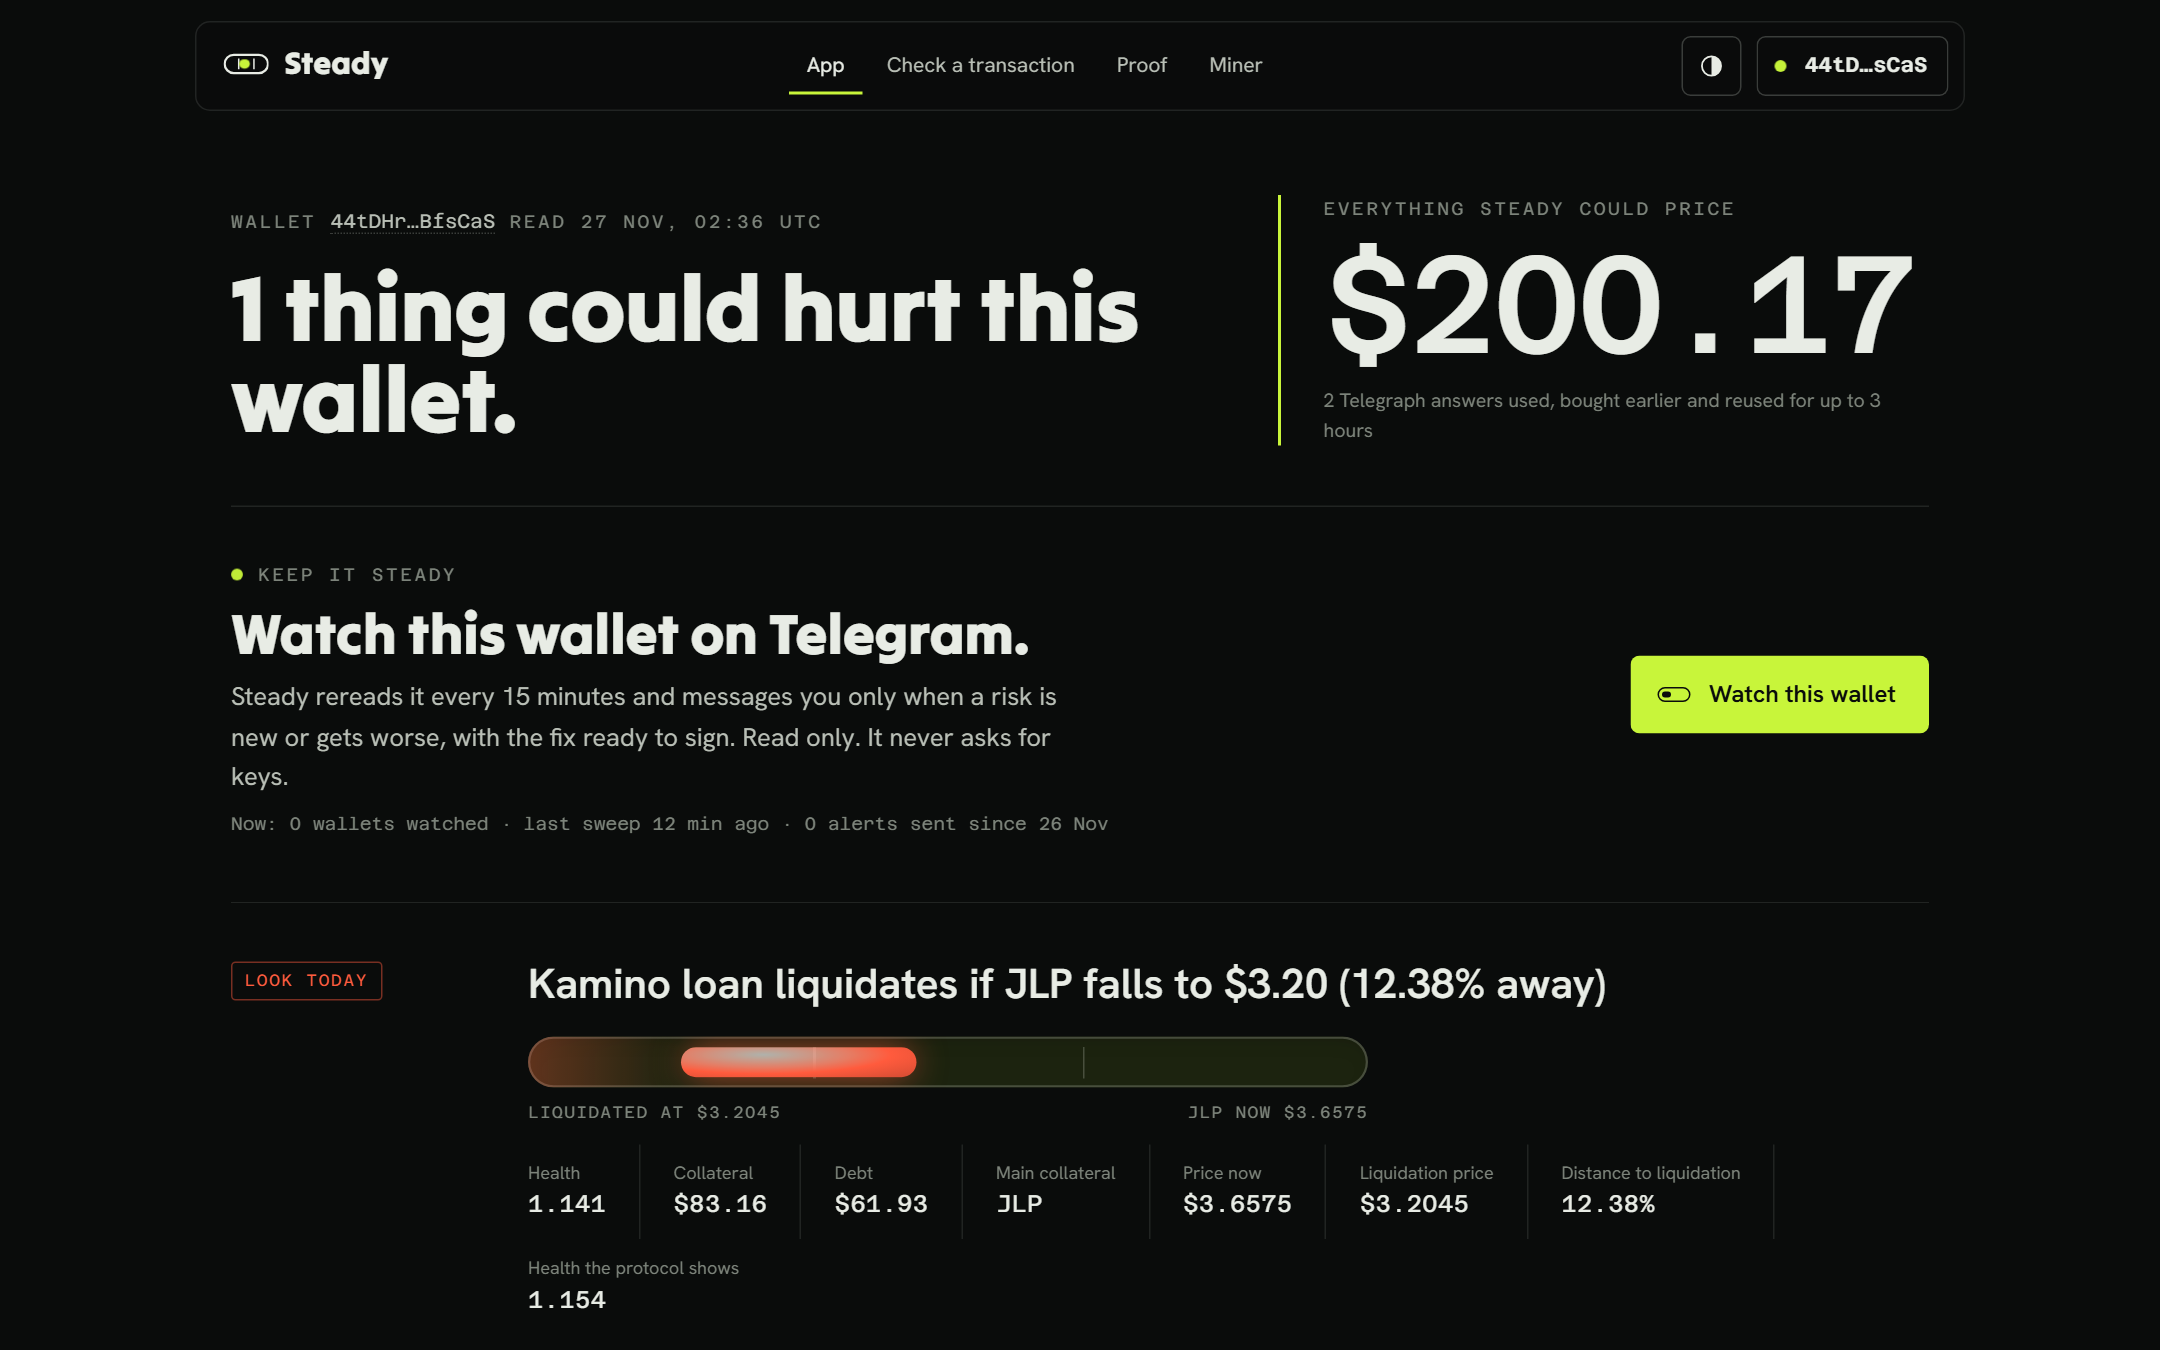 Steady
App
Check a transaction
Proof
Miner
44tD…sCaS
WALLET 44tDHr…BfsCaS READ 27 NOV, 02:36 UTC
1 thing could hurt this
wallet.
EVERYTHING STEADY COULD PRICE
$200.17
2 Telegraph answers used, bought earlier and reused for up to 3
hours
KEEP IT STEADY
Watch this wallet on Telegram.
Steady rereads it every 15 minutes and messages you only when a risk is
new or gets worse, with the fix ready to sign. Read only. It never asks for
keys.
Now: 0 wallets watched · last sweep 12 min ago · 0 alerts sent since 26 Nov
Watch this wallet
LOOK TODAY
Kamino loan liquidates if JLP falls to $3.20 (12.38% away)
LIQUIDATED AT $3.2045
JLP NOW $3.6575
Health
1.141
Collateral
$83.16
Debt
$61.93
Main collateral
JLP
Price now
$3.6575
Liquidation price
$3.2045
Distance to liquidation
12.38%
Health the protocol shows
1.154